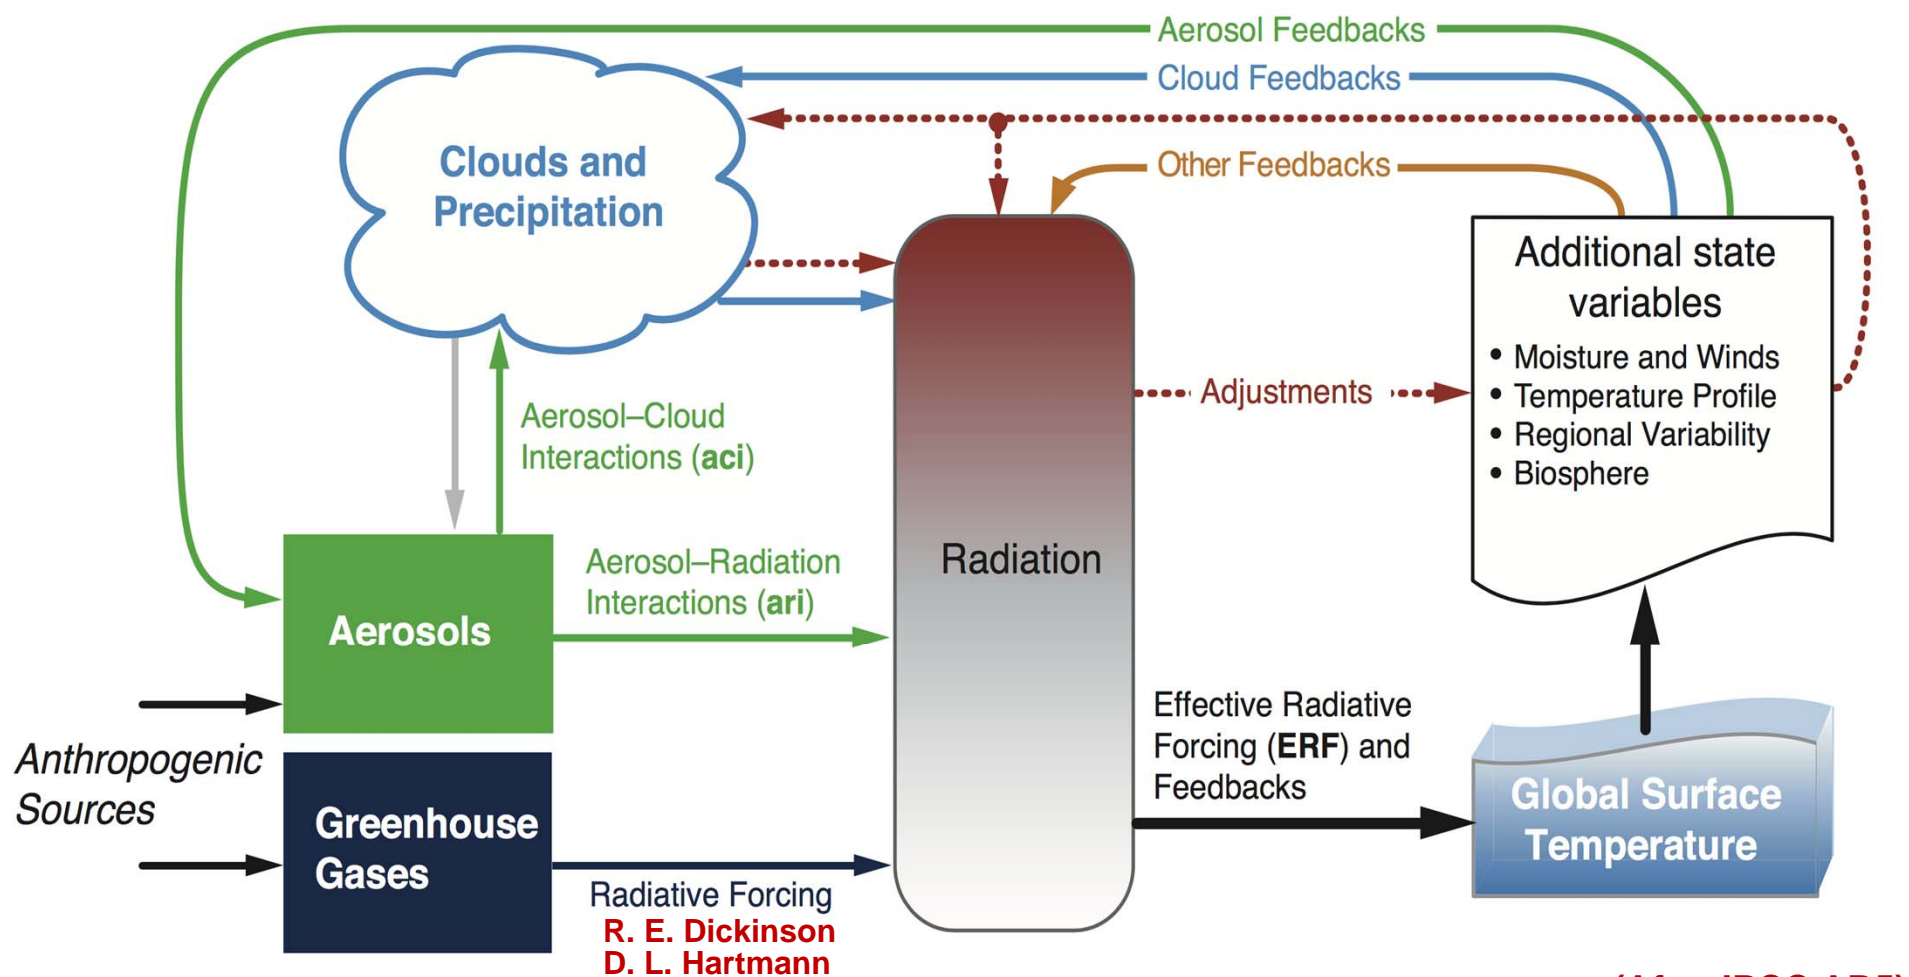 Aerosol Feedbacks
Cloud Feedbacks
Other Feedbacks
Clouds and
Precipitation
Additional state
variables
• Moisture and Winds
• Temperature Profile
• Regional Variability
• Biosphere
Adjustments
Aerosol–Cloud
Interactions (aci)
Aerosol–Radiation
Interactions (ari)
Radiation
Aerosols
Effective Radiative
Forcing (ERF) and
Feedbacks
Anthropogenic
Sources
Greenhouse
Gases
Global Surface
Temperature
Radiative Forcing
R. E. Dickinson
D. L. Hartmann